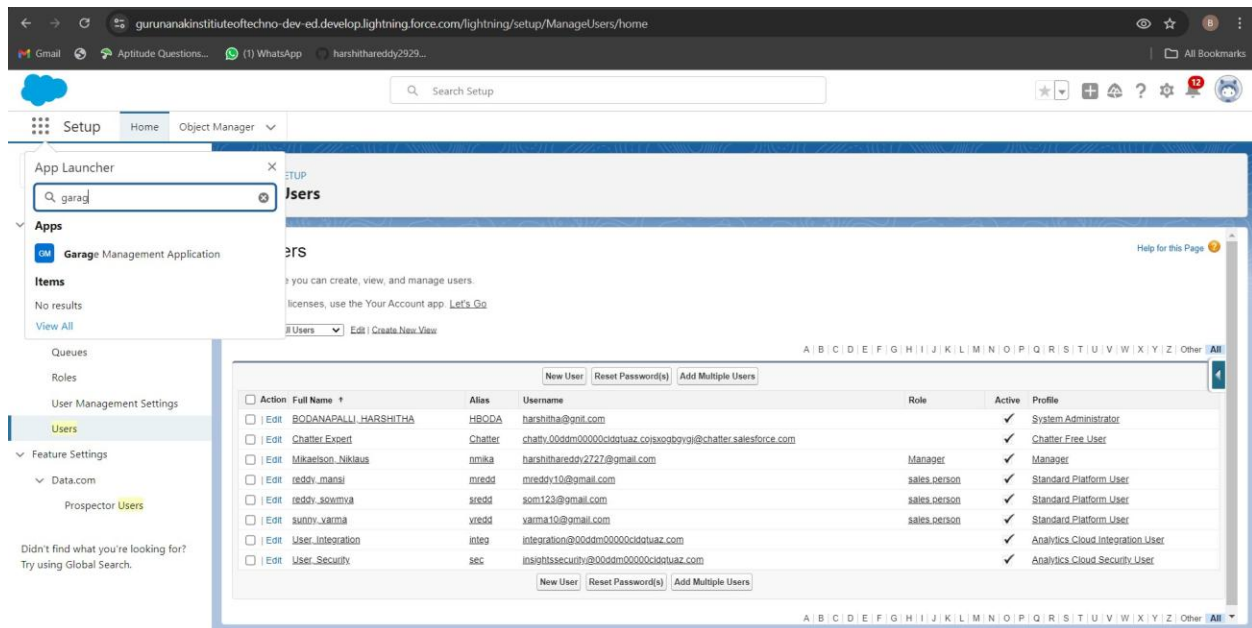 gurunanakinstitiuteoftechno-dev-ed.develop.lightning.force.com/lightning/setup/ManageUsers/home
B
Gmail
Aptitude Questions...
(1) WhatsApp
harshithareddy2929...
All Bookmarks
Search Setup
12
Setup
Home
Object Manager
App Launcher
garag
Apps
GM Garage Management Application
Items
No results
View All
ETUP
Users
ers
e you can create, view, and manage users.
licenses, use the Your Account app. Let's Go
ll Users Edit | Create New View
Help for this Page
A | B | C | D | E | F | G | H | I | J | K | L | M | N | O | P | Q | R | S | T | U | V | W | X | Y | Z | Other All
Queues
Roles
User Management Settings
Users
Feature Settings
Data.com
Prospector Users
Didn't find what you're looking for?
Try using Global Search.
New User Reset Password(s) Add Multiple Users
Action Full Name ↑ Alias Username Role Active Profile
Edit BODANAPALLI, HARSHITHA HBODA harshitha@gnit.com System Administrator
Edit Chatter Expert Chatter Chatter Free User
Edit Mikaelson, Niklaus nmika harshithareddy2727@gmail.com Manager Manager
Edit reddy, mansi mredd mreddy10@gmail.com sales person Standard Platform User
Edit reddy, sowmya sredd som123@gmail.com sales person Standard Platform User
Edit sunny, varma vredd varma10@gmail.com sales person Standard Platform User
Edit User, Integration integ integration@00ddm00000cidqtuaz.com Analytics Cloud Integration User
Edit User, Security sec insightssecurity@00ddm00000cidqtuaz.com Analytics Cloud Security User
New User Reset Password(s) Add Multiple Users
A | B | C | D | E | F | G | H | I | J | K | L | M | N | O | P | Q | R | S | T | U | V | W | X | Y | Z | Other All